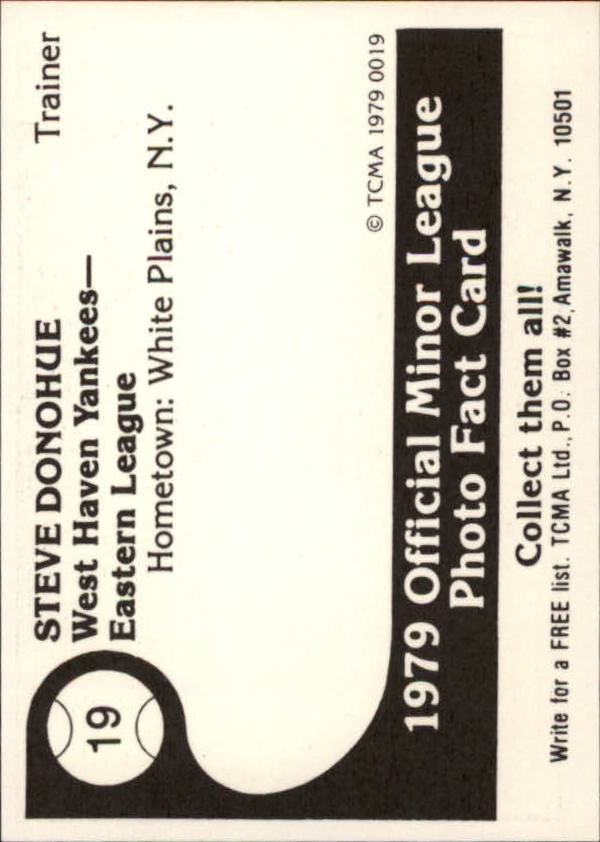 19
STEVE DONOHUE Trainer
West Haven Yankees—
Eastern League
Hometown: White Plains, N.Y.
© TCMA 1979 0019
1979 Official Minor League
Photo Fact Card
Collect them all!
Write for a FREE list. TCMA Ltd., P.O. Box #2, Amawalk, N.Y. 10501